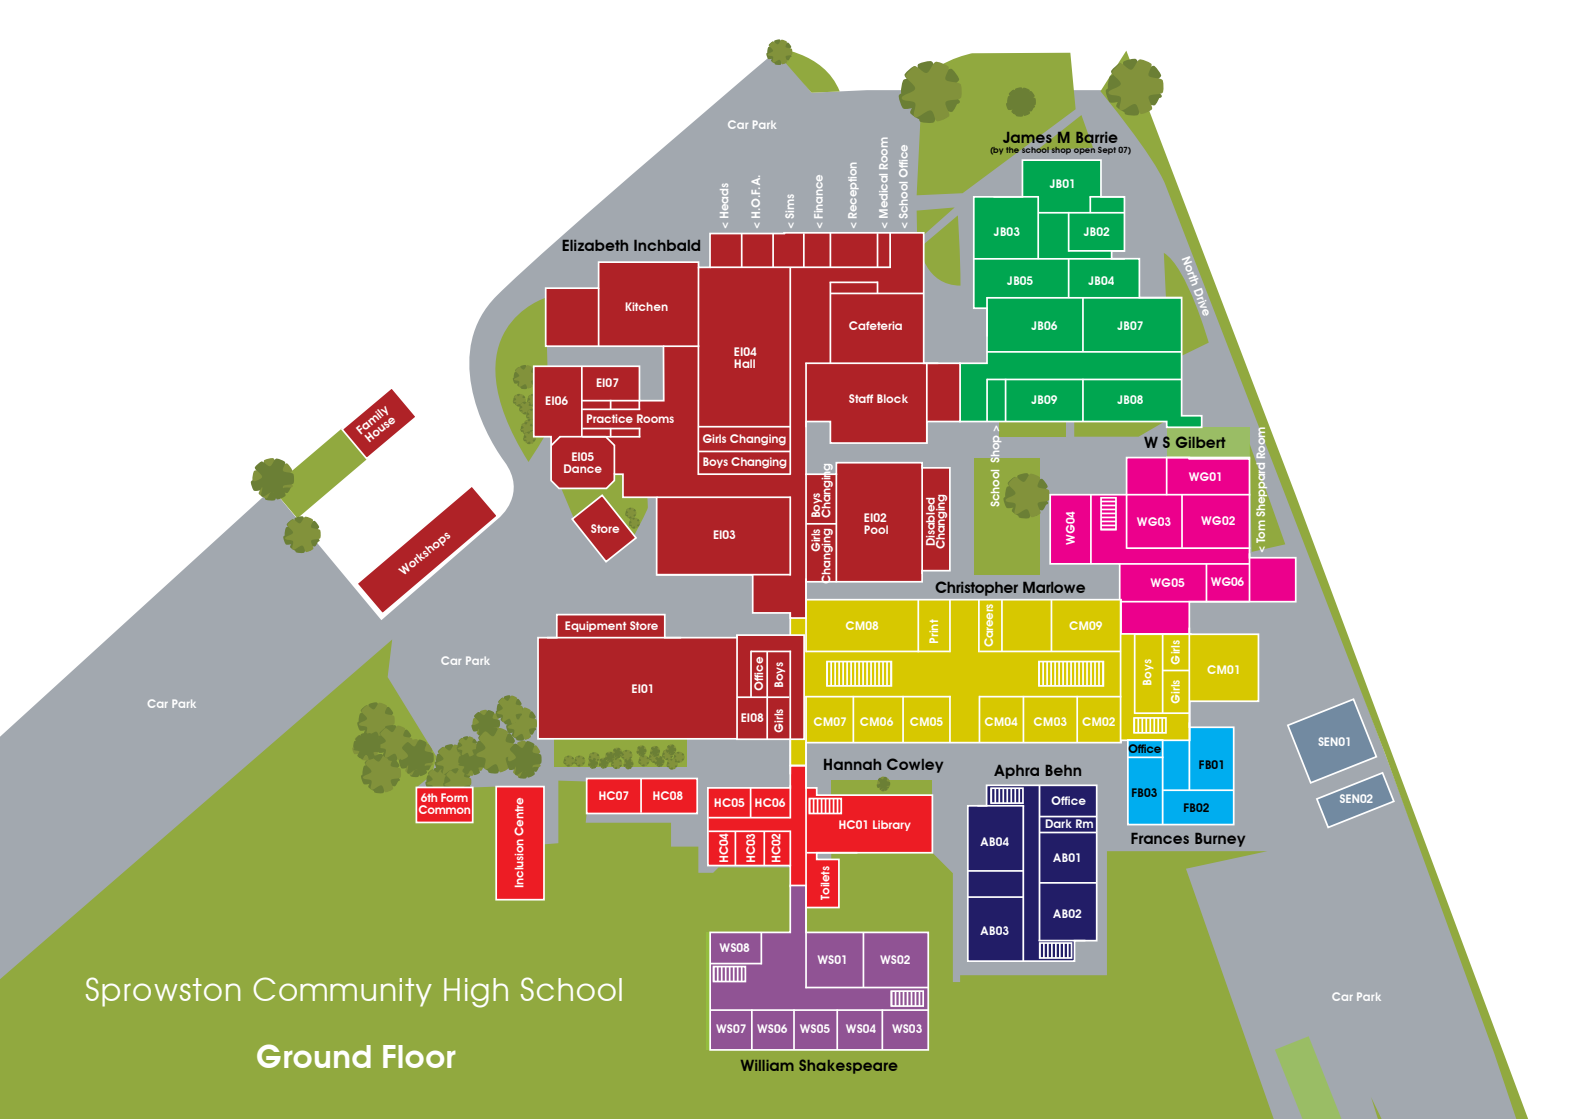 Car Park
James M Barrie
(by the school shop open Sept 07)
< Heads
< H.O.F.A.
< Sims
< Finance
< Reception
< Medical Room
< School Office
JB01
JB03
JB02
Elizabeth Inchbald
North Drive
JB05
JB04
Kitchen
Cafeteria
JB06
JB07
EI04
Hall
EI07
EI06
Staff Block
JB09
JB08
Practice Rooms
Family
House
Girls Changing
Boys Changing
EI05
Dance
School Shop >
W S Gilbert
< Tom Sheppard Room
WG01
Boys
Changing
Girls
Changing
EI02
Pool
Disabled
Changing
WG04
WG03
WG02
Store
EI03
Workshops
WG05
WG06
Christopher Marlowe
Equipment Store
CM08
Print
Careers
CM09
Car Park
Office
Boys
Boys
Girls
Girls
CM01
EI01
Car Park
EI08
Girls
CM07
CM06
CM05
CM04
CM03
CM02
SEN01
Office
Hannah Cowley
Aphra Behn
FB01
FB03
FB02
SEN02
6th Form
Common
Inclusion Centre
HC07
HC08
HC05
HC06
HC01 Library
Office
Dark Rm
Frances Burney
HC04
HC03
HC02
AB04
AB01
Toilets
AB03
AB02
WS08
WS01
WS02
Sprowston Community High School
Car Park
WS07
WS06
WS05
WS04
WS03
Ground Floor
William Shakespeare